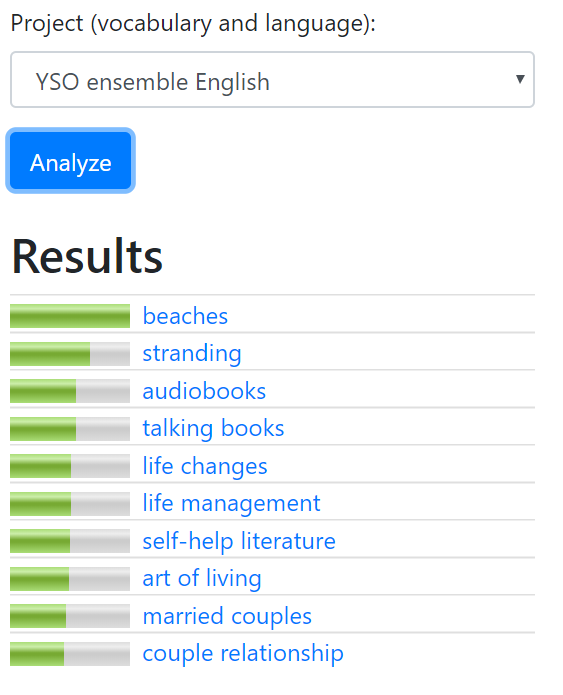 Project (vocabulary and language):
YSO ensemble English
Analyze
Results
beaches
stranding
audiobooks
talking books
life changes
life management
self-help literature
art of living
married couples
couple relationship